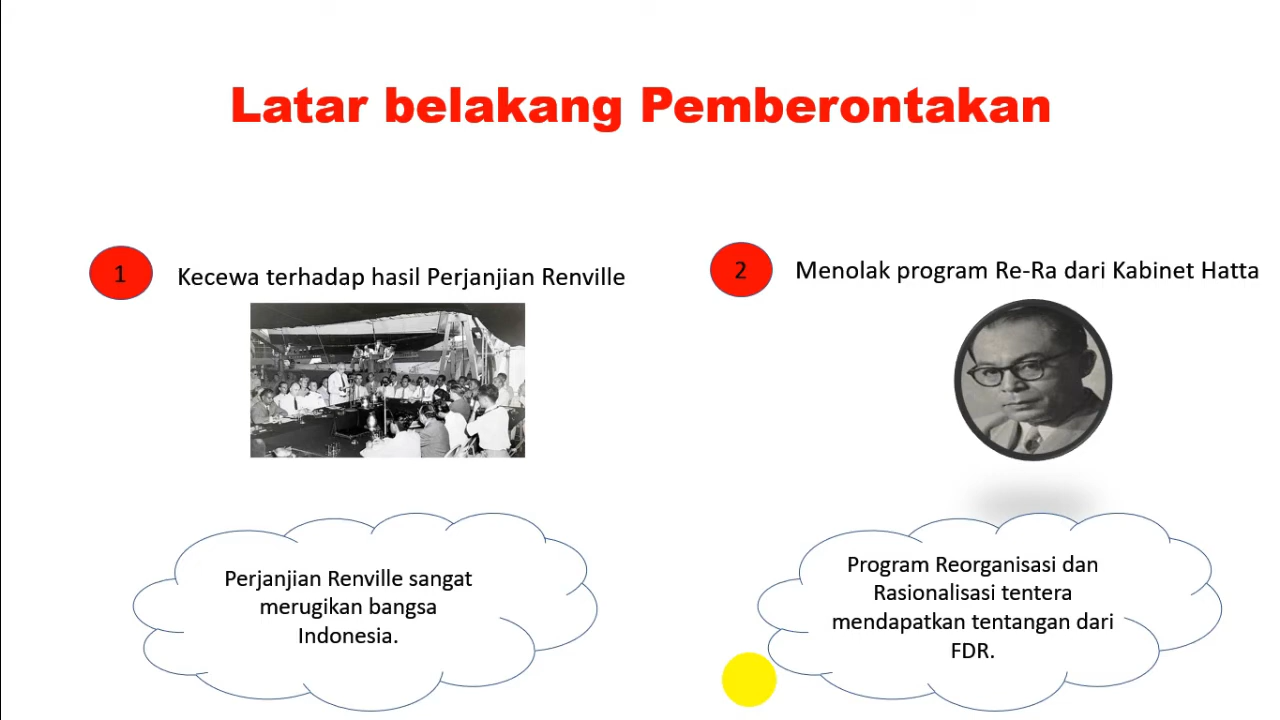 Latar belakang Pemberontakan
1
Kecewa terhadap hasil Perjanjian Renville
Perjanjian Renville sangat
merugikan bangsa
Indonesia.
2
Menolak program Re-Ra dari Kabinet Hatta
Program Reorganisasi dan
Rasionalisasi tentera
mendapatkan tentangan dari
FDR.